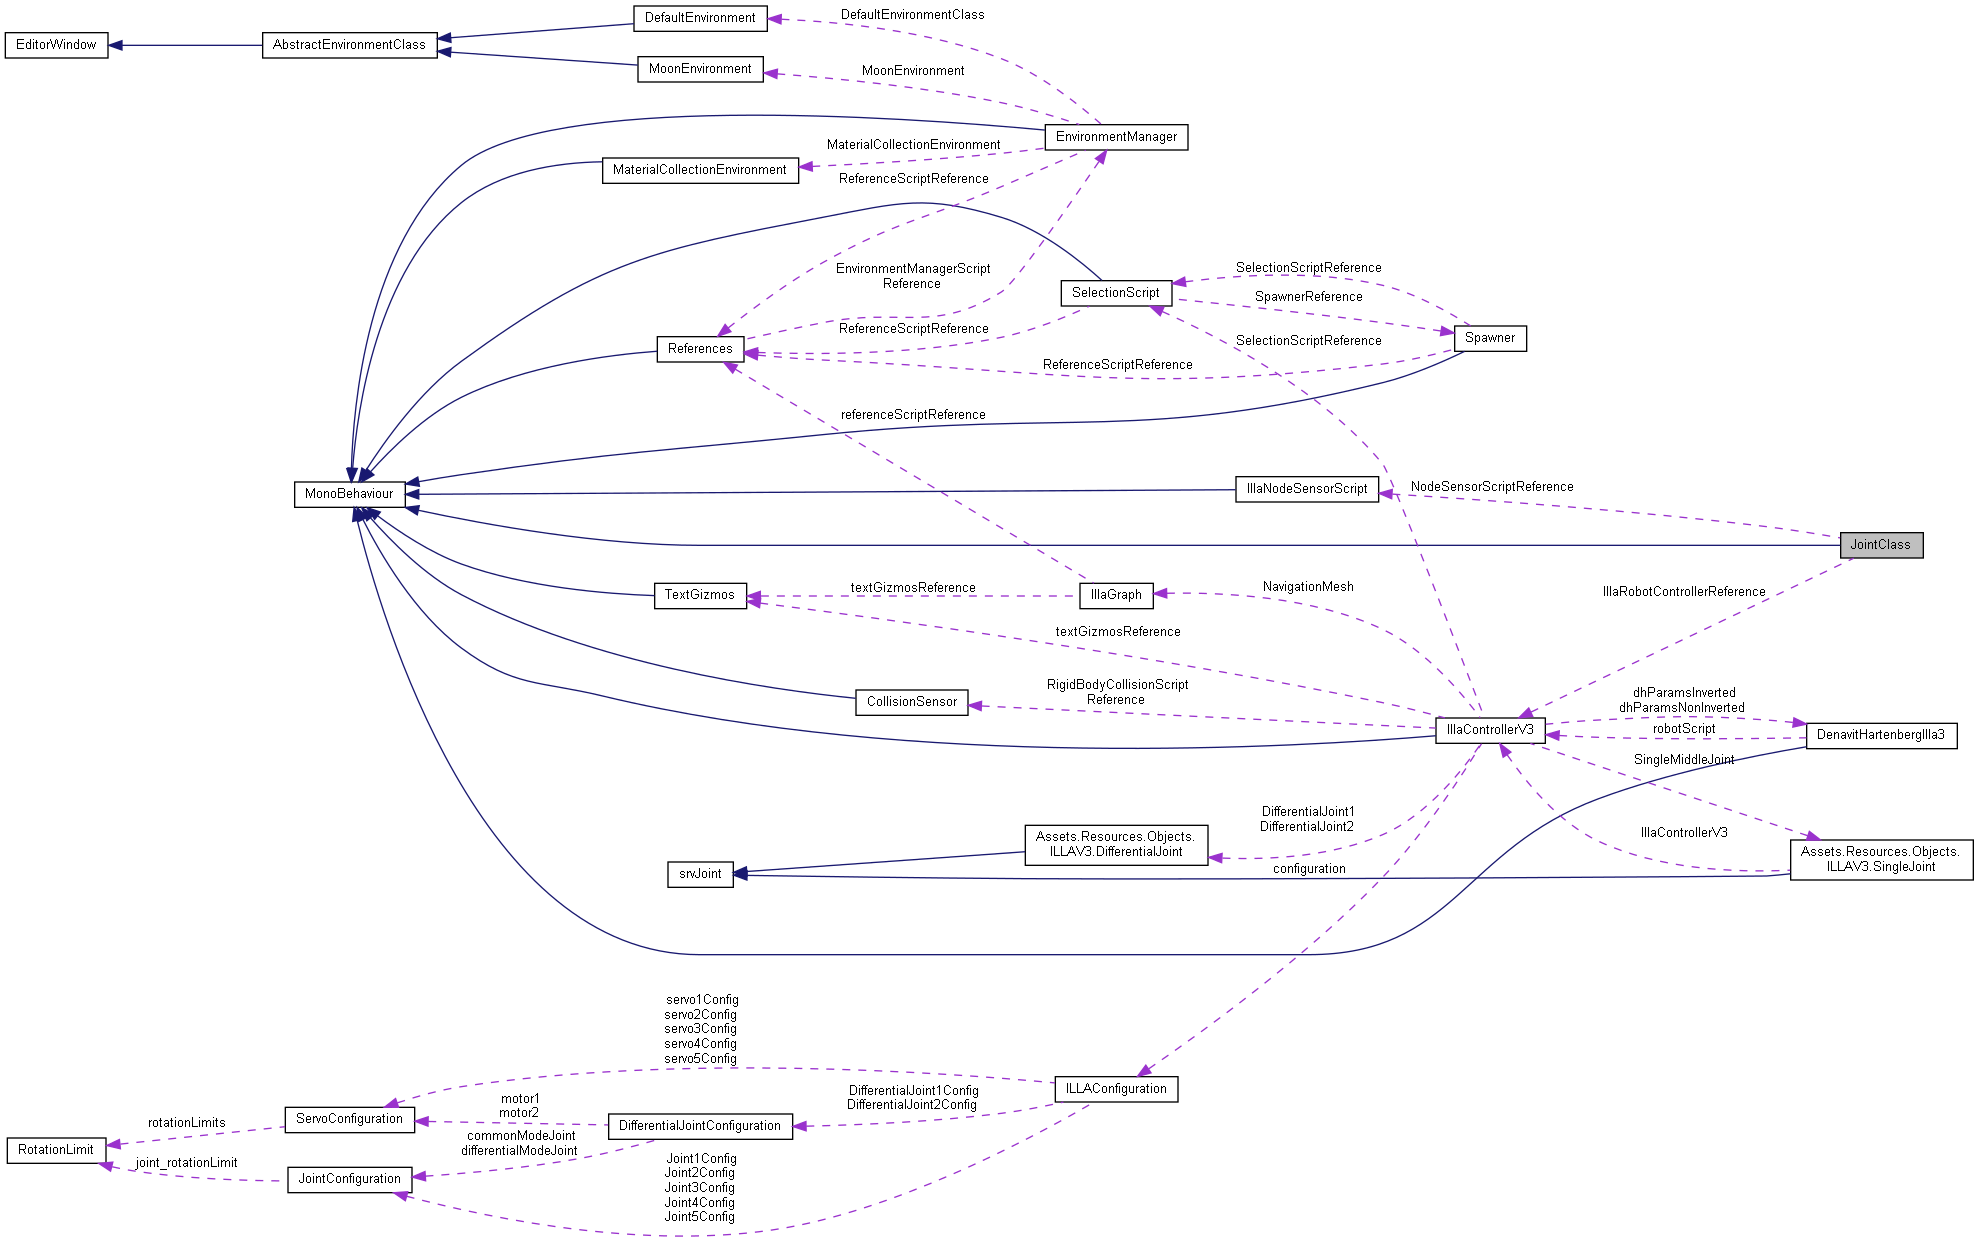 DefaultEnvironment
DefaultEnvironmentClass
EditorWindow
AbstractEnvironmentClass
MoonEnvironment
MoonEnvironment
EnvironmentManager
MaterialCollectionEnvironment
MaterialCollectionEnvironment
ReferenceScriptReference
EnvironmentManagerScript
Reference
SelectionScript
SelectionScriptReference
SpawnerReference
References
ReferenceScriptReference
SelectionScriptReference
Spawner
ReferenceScriptReference
referenceScriptReference
MonoBehaviour
IllaNodeSensorScript
NodeSensorScriptReference
JointClass
TextGizmos
textGizmosReference
IllaGraph
NavigationMesh
IllaRobotControllerReference
textGizmosReference
CollisionSensor
RigidBodyCollisionScript
Reference
IllaControllerV3
dhParamsInverted
dhParamsNonInverted
robotScript
DenavitHartenbergIlla3
SingleMiddleJoint
DifferentialJoint1
DifferentialJoint2
IllaControllerV3
Assets.Resources.Objects.
ILLAV3.DifferentialJoint
srvJoint
configuration
Assets.Resources.Objects.
ILLAV3.SingleJoint
servo1Config
servo2Config
servo3Config
servo4Config
servo5Config
ILLAConfiguration
DifferentialJoint1Config
DifferentialJoint2Config
motor1
motor2
ServoConfiguration
DifferentialJointConfiguration
rotationLimits
commonModeJoint
differentialModeJoint
RotationLimit
joint_rotationLimit
JointConfiguration
Joint1Config
Joint2Config
Joint3Config
Joint4Config
Joint5Config